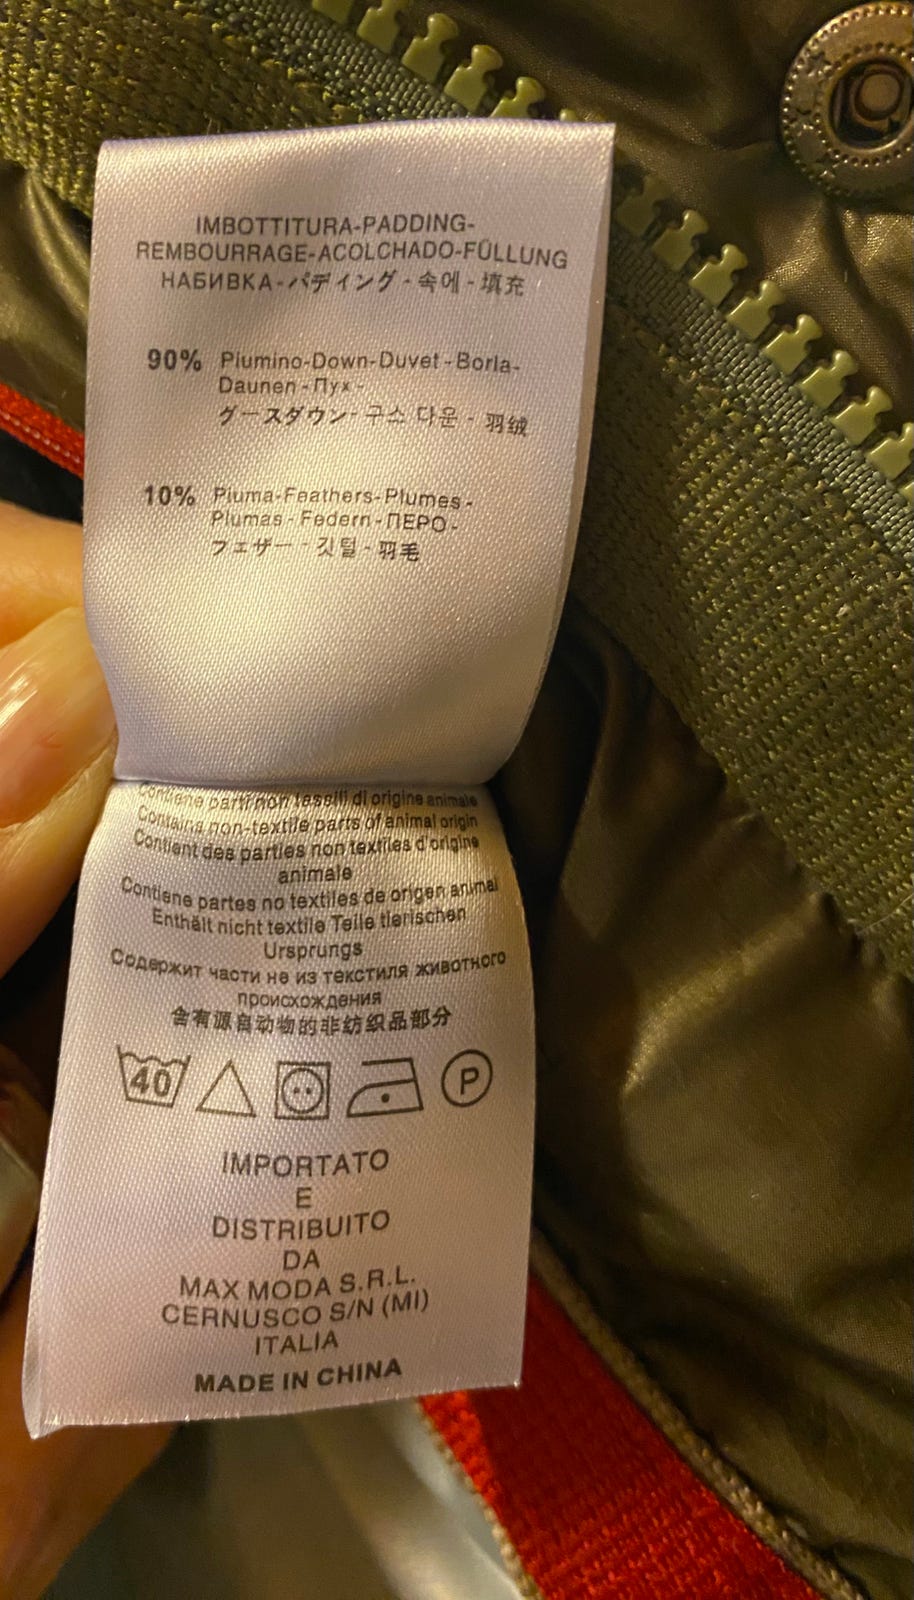 IMBOTTITURA-PADDING-
REMBOURRAGE-ACOLCHADO-FÜLLUNG
НАБИВКА-パディング - 속에 - 填充
90% Piumino-Down-Duvet - Borla-
Daunen - Пух -
グースダウン- 구소 다운 - 羽绒
10% Piuma-Feathers-Plumes -
Plumas - Federn - ПЕРО -
フェザー - 깃털 - 羽毛
Contiene parti non tessili di origine animale
Contains non-textile parts of animal origin
Contient des parties non textiles d'origine
animale
Contiene partes no textiles de origen animal
Enthält nicht textile Teile tierischen
Ursprungs
Содержит части не из текстиля животного
происхождения
含有源自动物的非纺织品部分
40 P
IMPORTATO
E
DISTRIBUITO
DA
MAX MODA S.R.L.
CERNUSCO S/N (MI)
ITALIA
MADE IN CHINA